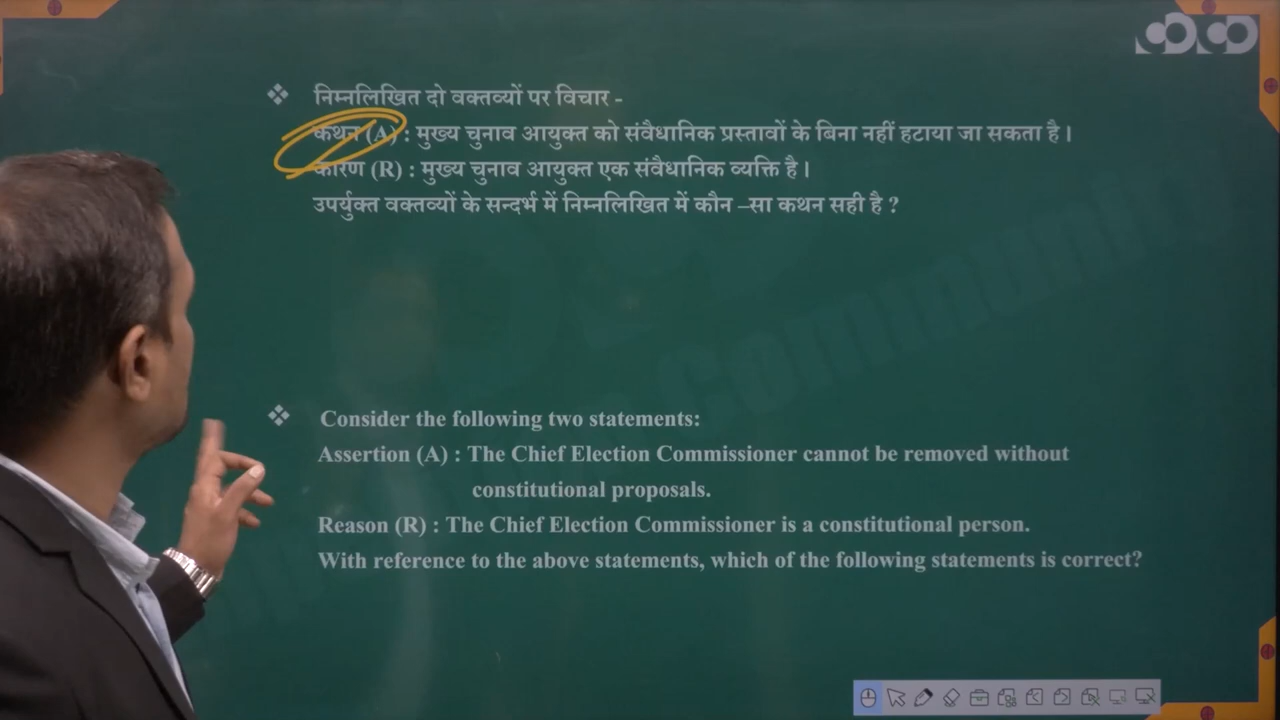 ❖ निम्नलिखित दो वक्तव्यों पर विचार -
कथन (A) : मुख्य चुनाव आयुक्त को संवैधानिक प्रस्तावों के बिना नहीं हटाया जा सकता है।
कारण (R) : मुख्य चुनाव आयुक्त एक संवैधानिक व्यक्ति है।
उपर्युक्त वक्तव्यों के सन्दर्भ में निम्नलिखित में कौन –सा कथन सही है ?
❖ Consider the following two statements:
Assertion (A) : The Chief Election Commissioner cannot be removed without
constitutional proposals.
Reason (R) : The Chief Election Commissioner is a constitutional person.
With reference to the above statements, which of the following statements is correct?